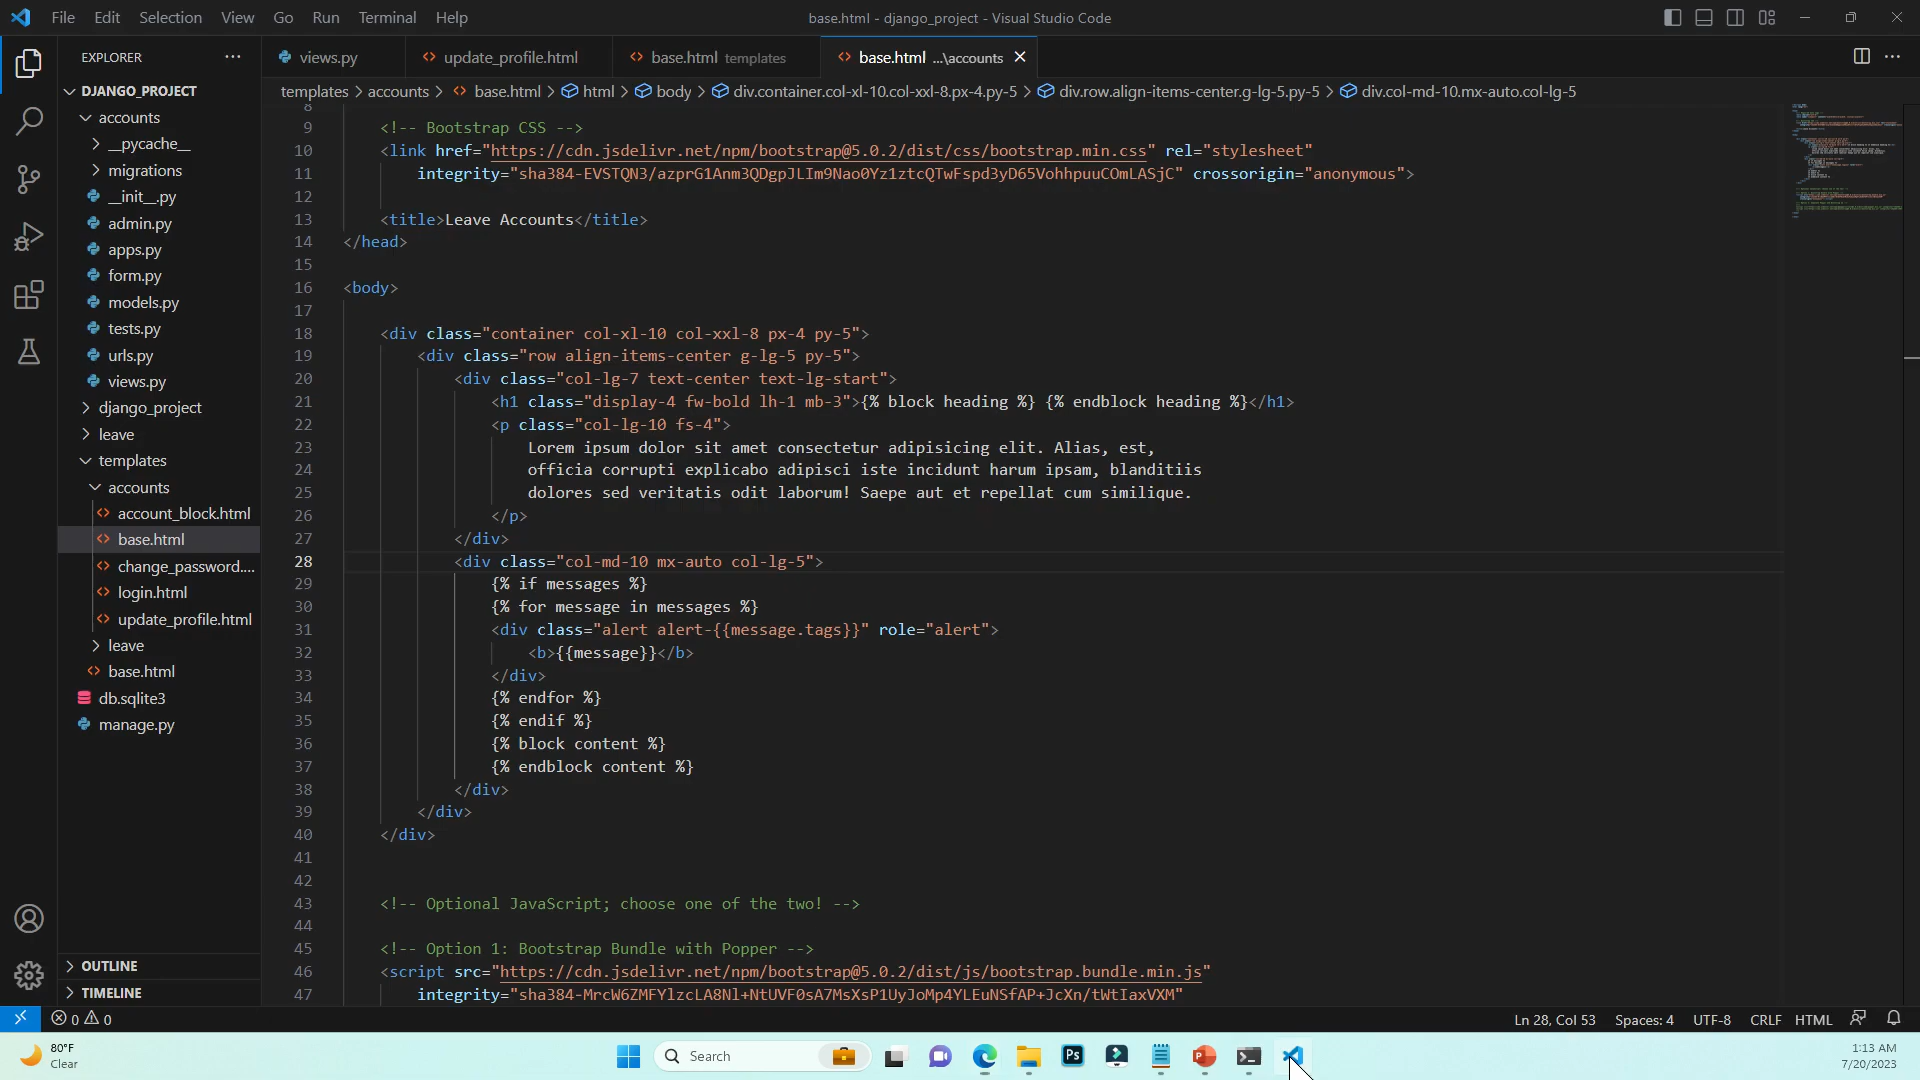 File Edit Selection View Go Run Terminal Help
base.html - django_project - Visual Studio Code
EXPLORER
views.py
update_profile.html
base.html templates
base.html ...\accounts
templates > accounts > base.html > html > body > div.container.col-xl-10.col-xxl-8.px-4.py-5 > div.row.align-items-center.g-lg-5.py-5 > div.col-md-10.mx-auto.col-lg-5
DJANGO_PROJECT
accounts
__pycache__
migrations
__init__.py
admin.py
apps.py
form.py
models.py
tests.py
urls.py
views.py
django_project
leave
templates
accounts
account_block.html
base.html
change_password....
login.html
update_profile.html
leave
base.html
db.sqlite3
manage.py
OUTLINE
TIMELINE
8
9 <!-- Bootstrap CSS -->
10 <link href="https://cdn.jsdelivr.net/npm/bootstrap@5.0.2/dist/css/bootstrap.min.css" rel="stylesheet"
11 integrity="sha384-EVSTQN3/azprG1Anm3QDgpJLIm9Nao0Yz1ztcQTwFspd3yD65VohhpuuCOmLASjC" crossorigin="anonymous">
12
13 <title>Leave Accounts</title>
14 </head>
15
16 <body>
17
18 <div class="container col-xl-10 col-xxl-8 px-4 py-5">
19 <div class="row align-items-center g-lg-5 py-5">
20 <div class="col-lg-7 text-center text-lg-start">
21 <h1 class="display-4 fw-bold lh-1 mb-3">{% block heading %} {% endblock heading %}</h1>
22 <p class="col-lg-10 fs-4">
23 Lorem ipsum dolor sit amet consectetur adipisicing elit. Alias, est,
24 officia corrupti explicabo adipisci iste incidunt harum ipsam, blanditiis
25 dolores sed veritatis odit laborum! Saepe aut et repellat cum similique.
26 </p>
27 </div>
28 <div class="col-md-10 mx-auto col-lg-5">
29 {% if messages %}
30 {% for message in messages %}
31 <div class="alert alert-{{message.tags}}" role="alert">
32 <b>{{message}}</b>
33 </div>
34 {% endfor %}
35 {% endif %}
36 {% block content %}
37 {% endblock content %}
38 </div>
39 </div>
40 </div>
41
42
43 <!-- Optional JavaScript; choose one of the two! -->
44
45 <!-- Option 1: Bootstrap Bundle with Popper -->
46 <script src="https://cdn.jsdelivr.net/npm/bootstrap@5.0.2/dist/js/bootstrap.bundle.min.js"
47 integrity="sha384-MrcW6ZMFYlzcLA8Nl+NtUVF0sA7MsXsP1UyJoMp4YLEuNSfAP+JcXn/tWtIaxVXM"
0 0
Ln 28, Col 53 Spaces: 4 UTF-8 CRLF HTML
80°F
Clear
Search
Ps
1:13 AM
7/20/2023